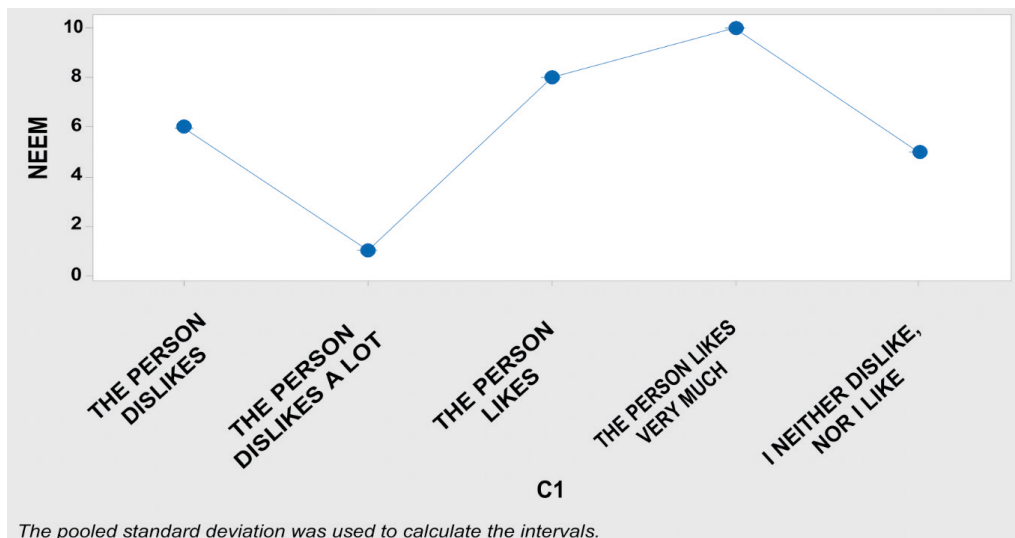 10
8
6
4
2
0
NEEM
THE PERSON
DISLIKES
THE PERSON
DISLIKES A LOT
THE PERSON
LIKES
THE PERSON LIKES
VERY MUCH
I NEITHER DISLIKE,
NOR I LIKE
C1
The pooled standard deviation was used to calculate the intervals.